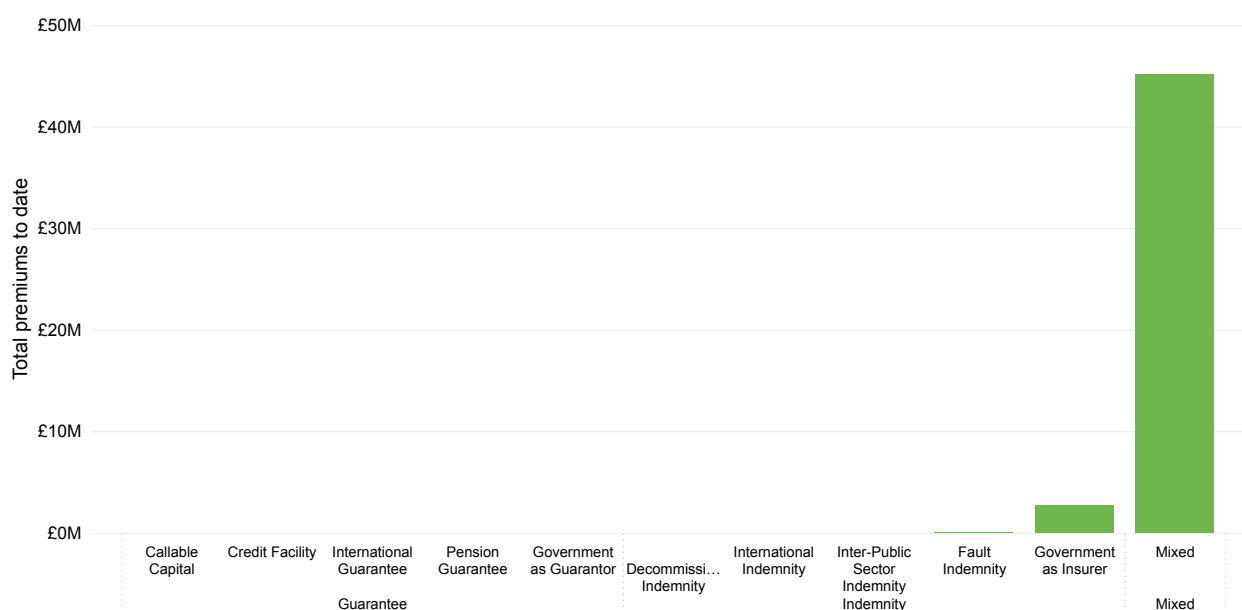 £50M
£40M
£30M
£20M
£10M
£0M
Total premiums to date
Callable
Capital
Credit Facility
International
Guarantee
Pension
Guarantee
Government
as Guarantor
Decommissi…
Indemnity
International
Indemnity
Inter-Public
Sector
Indemnity
Fault
Indemnity
Government
as Insurer
Mixed
Guarantee
Indemnity
Mixed